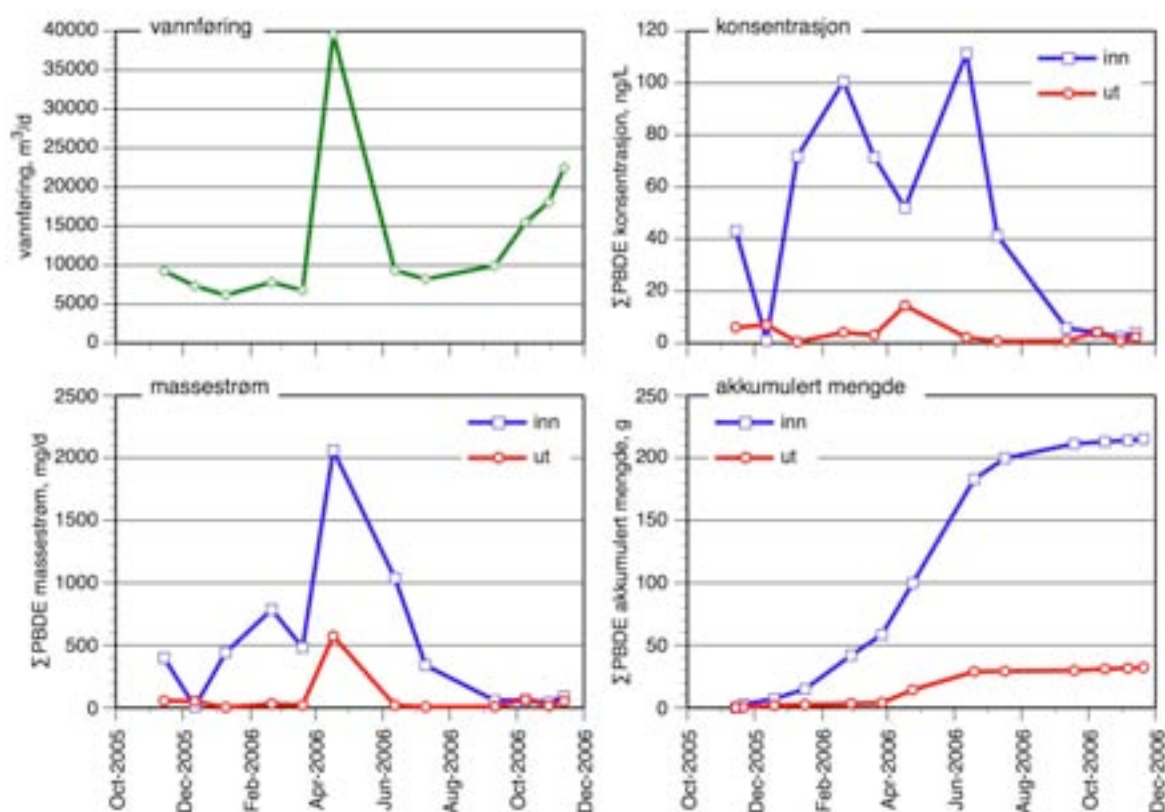 vannføring
vannføring, m³/d
40000
35000
30000
25000
20000
15000
10000
5000
0
konsentrasjon
∑PBDE konsentrasjon, ng/L
120
100
80
60
40
20
0
inn
ut
massestrøm
∑PBDE massestrøm, mg/d
2500
2000
1500
1000
500
0
inn
ut
Oct-2005
Dec-2005
Feb-2006
Apr-2006
Jun-2006
Aug-2006
Oct-2006
Dec-2006
akkumulert mengde
∑PBDE akkumulert mengde, g
250
200
150
100
50
0
inn
ut
Oct-2005
Dec-2005
Feb-2006
Apr-2006
Jun-2006
Aug-2006
Oct-2006
Dec-2006